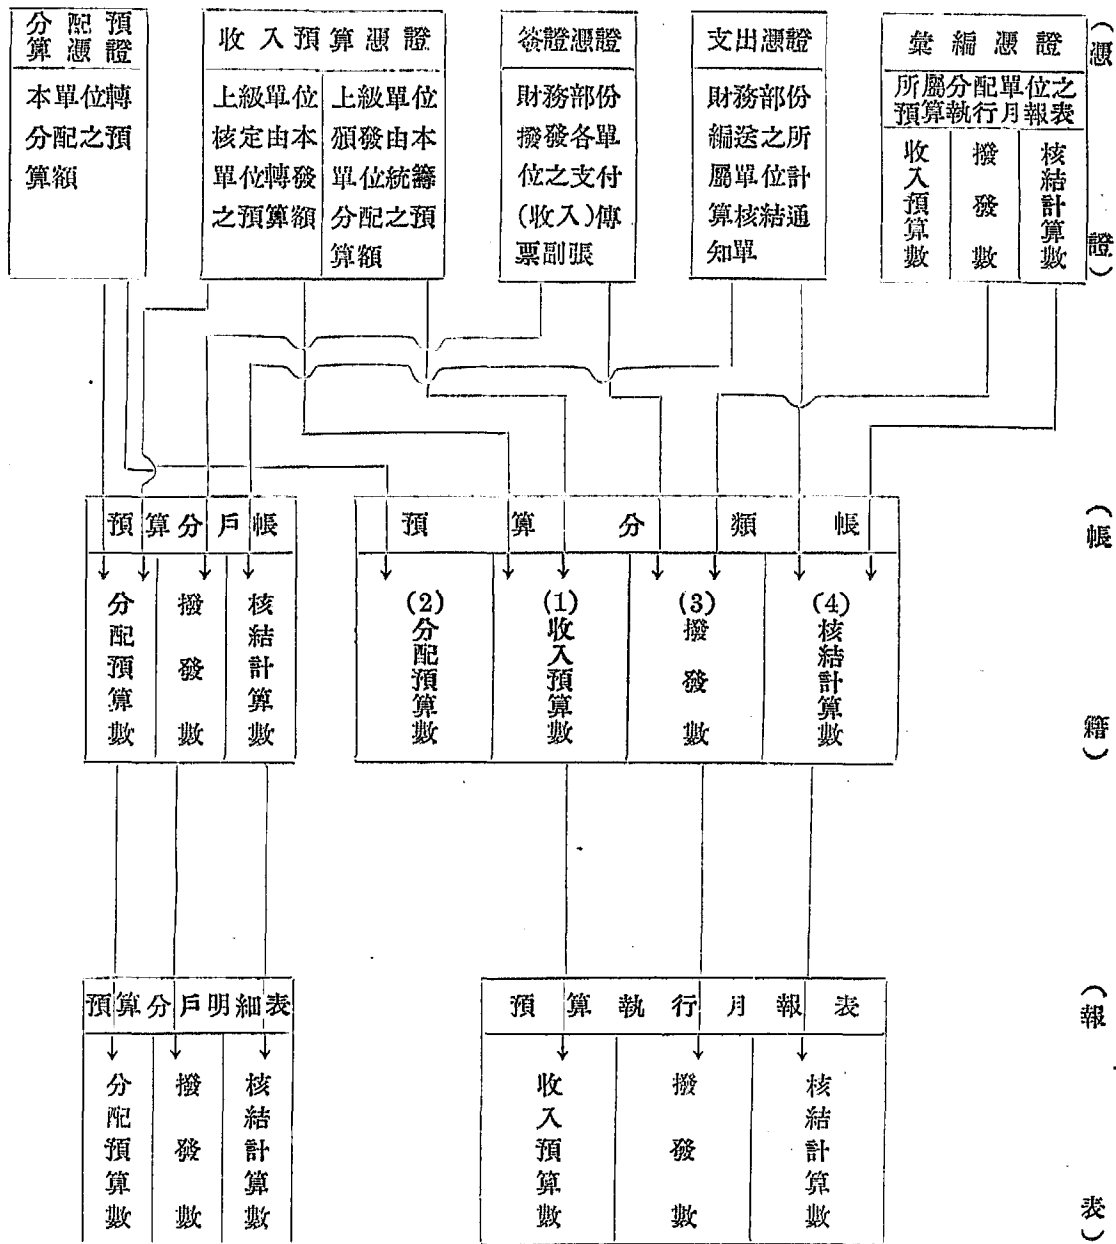 分配預
算憑證
本單位轉
分配之預
算額
收入預算憑證
上級單位
核定由本
單位轉發
之預算額
上級單位
頒發由本
單位統籌
分配之預
算額
簽證憑證
財務部份
撥發各單
位之支付
(收入)傳
票副張
支出憑證
財務部份
編送之所
屬單位計
算核結通
知單
彙編憑證
所屬分配單位之
預算執行月報表
收入預算數
撥發數
核結計算數
(憑證)
預算分戶帳
分配預算數
撥發數
核結計算數
預算分類帳
(2)分配預算數
(1)收入預算數
(3)撥發數
(4)核結計算數
(帳籍)
預算分戶明細表
分配預算數
撥發數
核結計算數
預算執行月報表
收入預算數
撥發數
核結計算數
(報表)